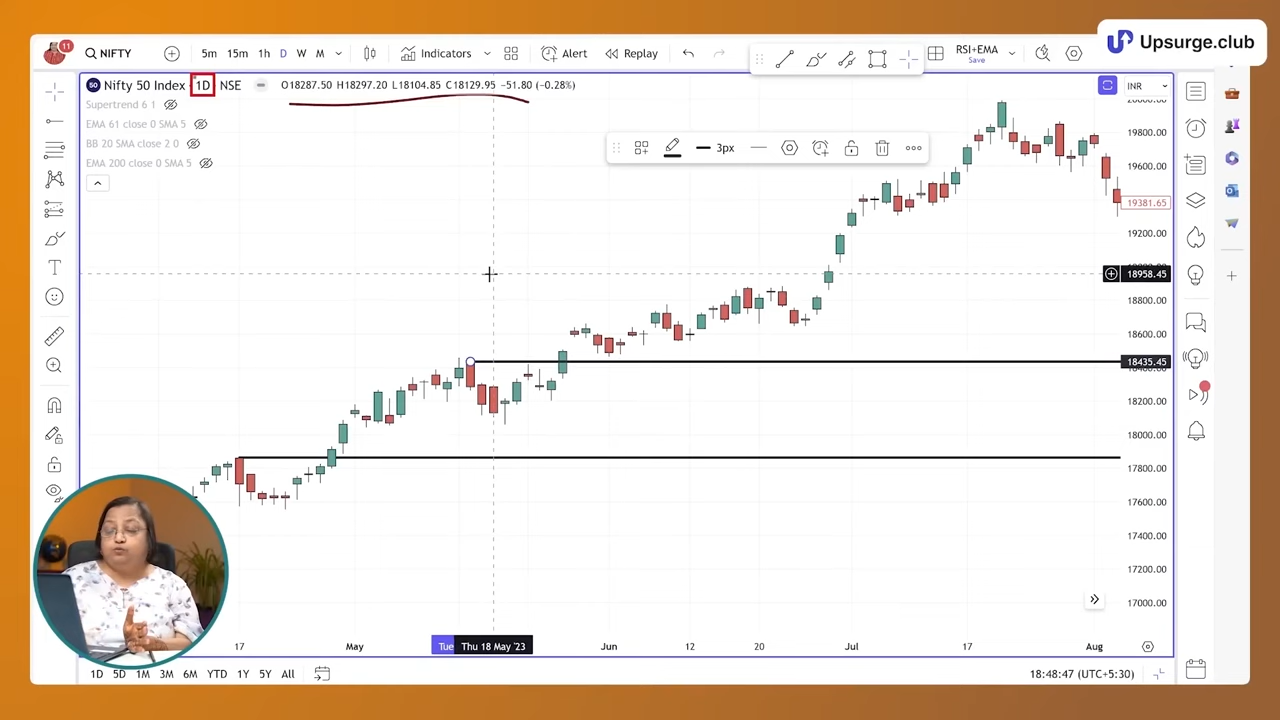 Upsurge.club
11
NIFTY
5m 15m 1h D W M
Indicators
Alert
Replay
RSI+EMA
Save
50 Nifty 50 Index 1D NSE O18287.50 H18297.20 L18104.85 C18129.95 −51.80 (−0.28%)
INR
Supertrend 6 1
EMA 61 close 0 SMA 5
BB 20 SMA close 2 0
EMA 200 close 0 SMA 5
3px
19800.00
19600.00
19381.65
19200.00
18958.45
18800.00
18600.00
18435.45
18400.00
18200.00
18000.00
17800.00
17600.00
17400.00
17200.00
17000.00
17 May Tue Thu 18 May '23 Jun 12 20 Jul 17 Aug
1D 5D 1M 3M 6M YTD 1Y 5Y All
18:48:47 (UTC+5:30)